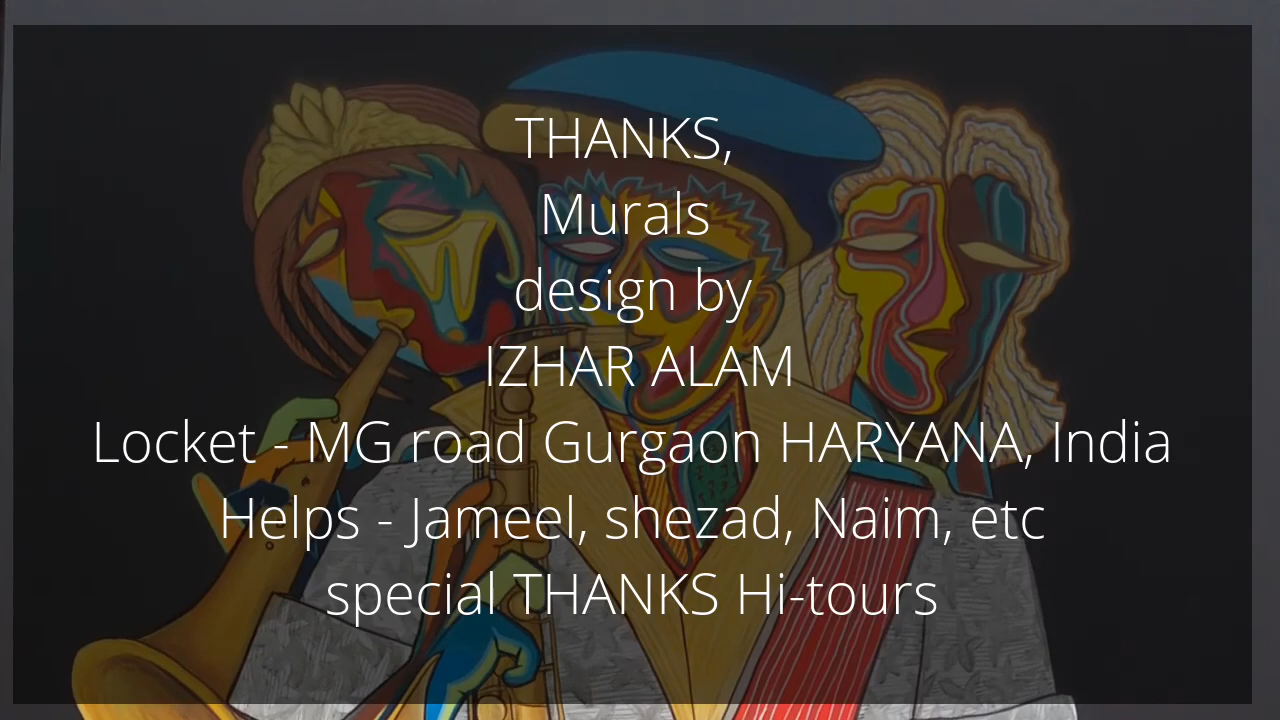 THANKS,
Murals
design by
IZHAR ALAM
Locket - MG road Gurgaon HARYANA, India
Helps - Jameel, shezad, Naim, etc
special THANKS Hi-tours